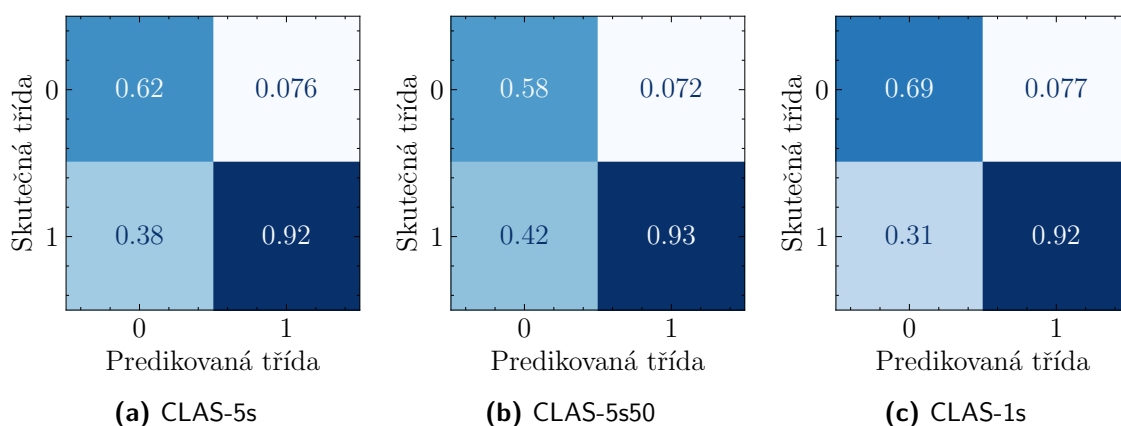 Skutečná třída
0
0.62
0.076
1
0.38
0.92
0
1
Predikovaná třída
(a) CLAS-5s
Skutečná třída
0
0.58
0.072
1
0.42
0.93
0
1
Predikovaná třída
(b) CLAS-5s50
Skutečná třída
0
0.69
0.077
1
0.31
0.92
0
1
Predikovaná třída
(c) CLAS-1s